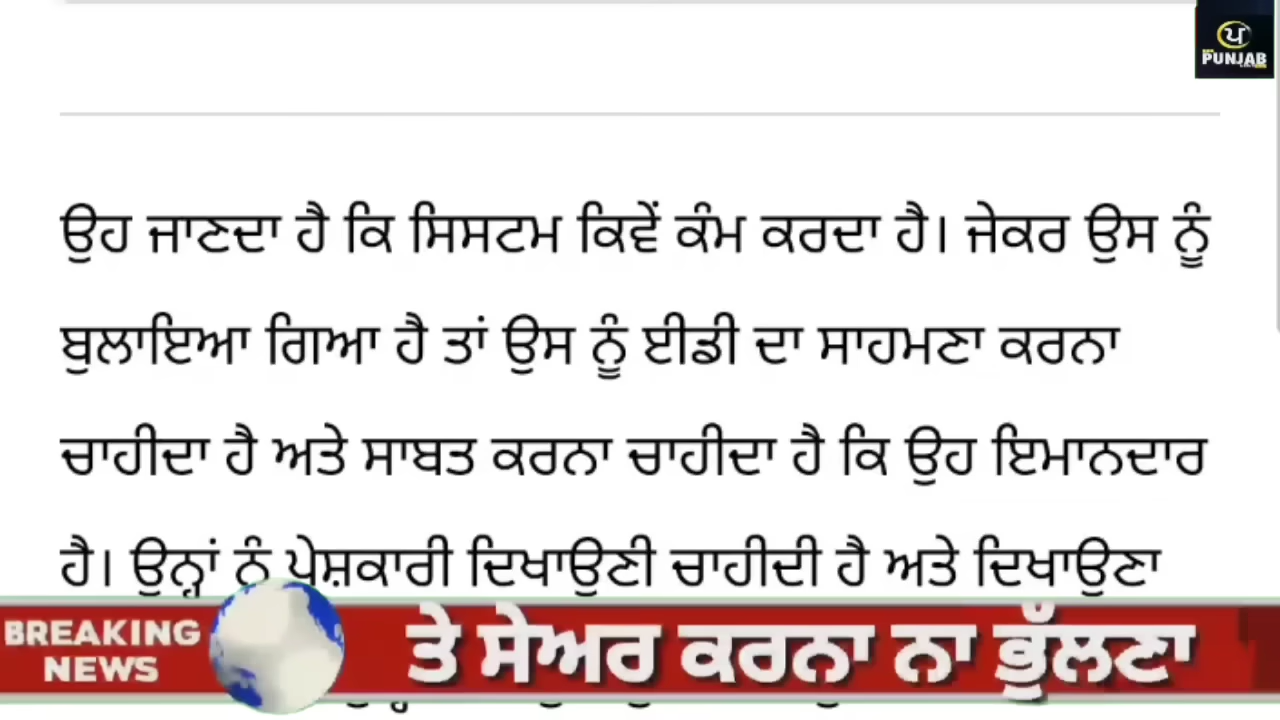 ਪ
PUNJAB
ਉਹ ਜਾਣਦਾ ਹੈ ਕਿ ਸਿਸਟਮ ਕਿਵੇਂ ਕੰਮ ਕਰਦਾ ਹੈ। ਜੇਕਰ ਉਸ ਨੂੰ
ਬੁਲਾਇਆ ਗਿਆ ਹੈ ਤਾਂ ਉਸ ਨੂੰ ਈਡੀ ਦਾ ਸਾਹਮਣਾ ਕਰਨਾ
ਚਾਹੀਦਾ ਹੈ ਅਤੇ ਸਾਬਤ ਕਰਨਾ ਚਾਹੀਦਾ ਹੈ ਕਿ ਉਹ ਇਮਾਨਦਾਰ
ਹੈ। ਉਨ੍ਹਾਂ ਨੂੰ ਪੇਸ਼ਕਾਰੀ ਦਿਖਾਉਣੀ ਚਾਹੀਦੀ ਹੈ ਅਤੇ ਦਿਖਾਉਣਾ
BREAKING
NEWS
ਤੇ ਸੇਅਰ ਕਰਨਾ ਨਾ ਭੁੱਲਣਾ